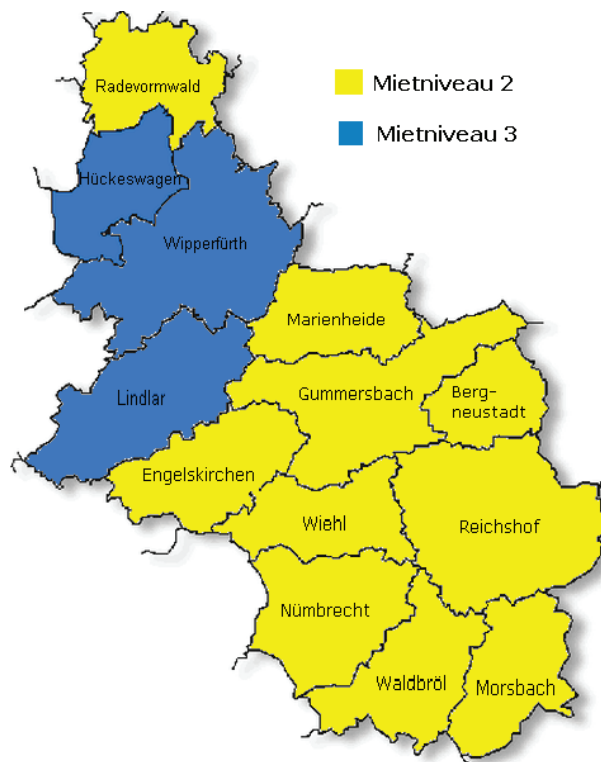 Radevormwald
Mietniveau 2
Mietniveau 3
Hückeswagen
Wipperfürth
Marienheide
Lindlar
Gummersbach
Berg-
neustadt
Engelskirchen
Wiehl
Reichshof
Nümbrecht
Waldbröl
Morsbach